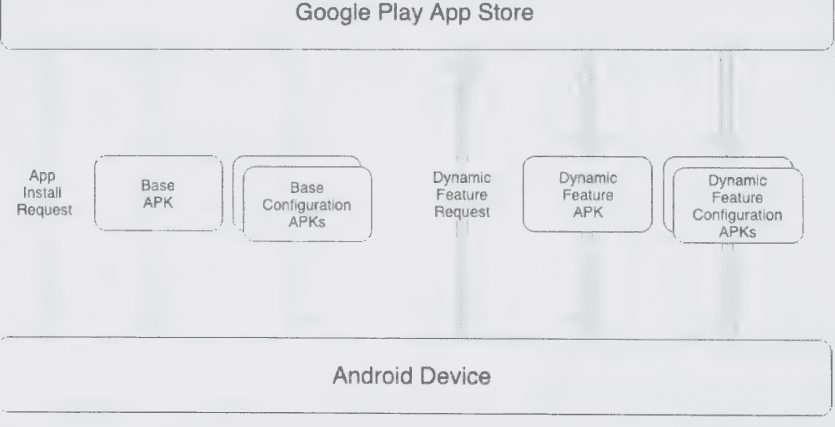 Google Play App Store
App
Install
Request
Base
APK
Base
Configuration
APKs
Dynamic
Feature
Request
Dynamic
Feature
APK
Dynamic
Feature
Configuration
APKs
Android Device